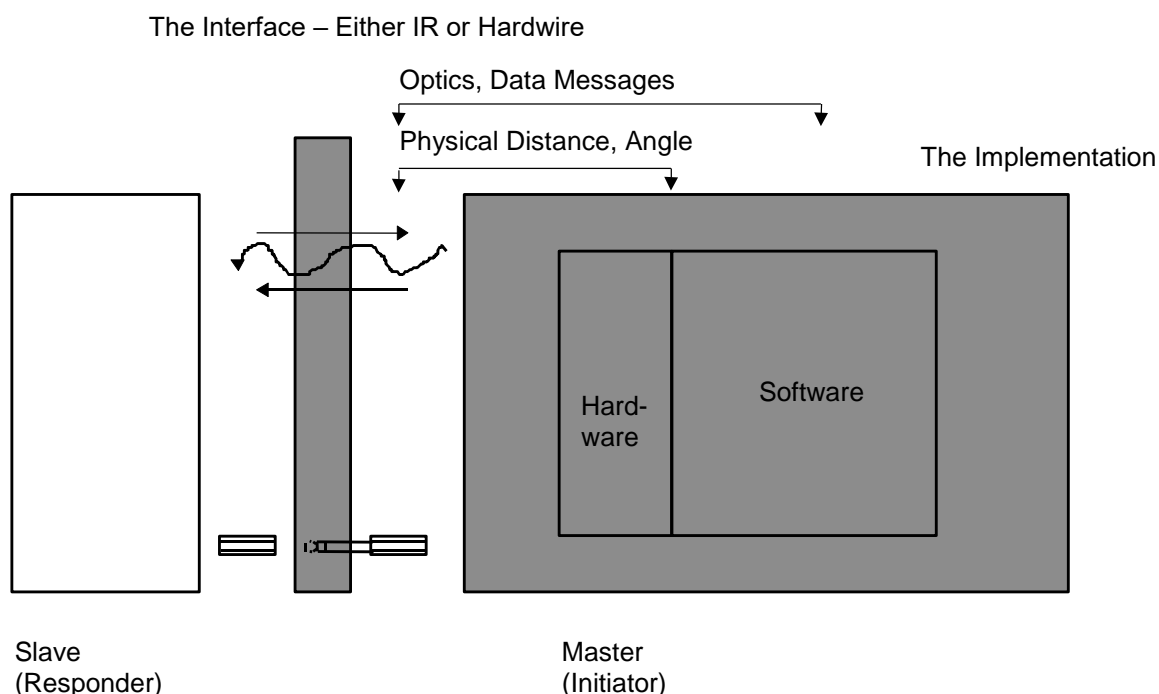 The Interface – Either IR or Hardwire
Optics, Data Messages
Physical Distance, Angle
The Implementation
Hard-
ware
Software
Slave
(Responder)
Master
(Initiator)